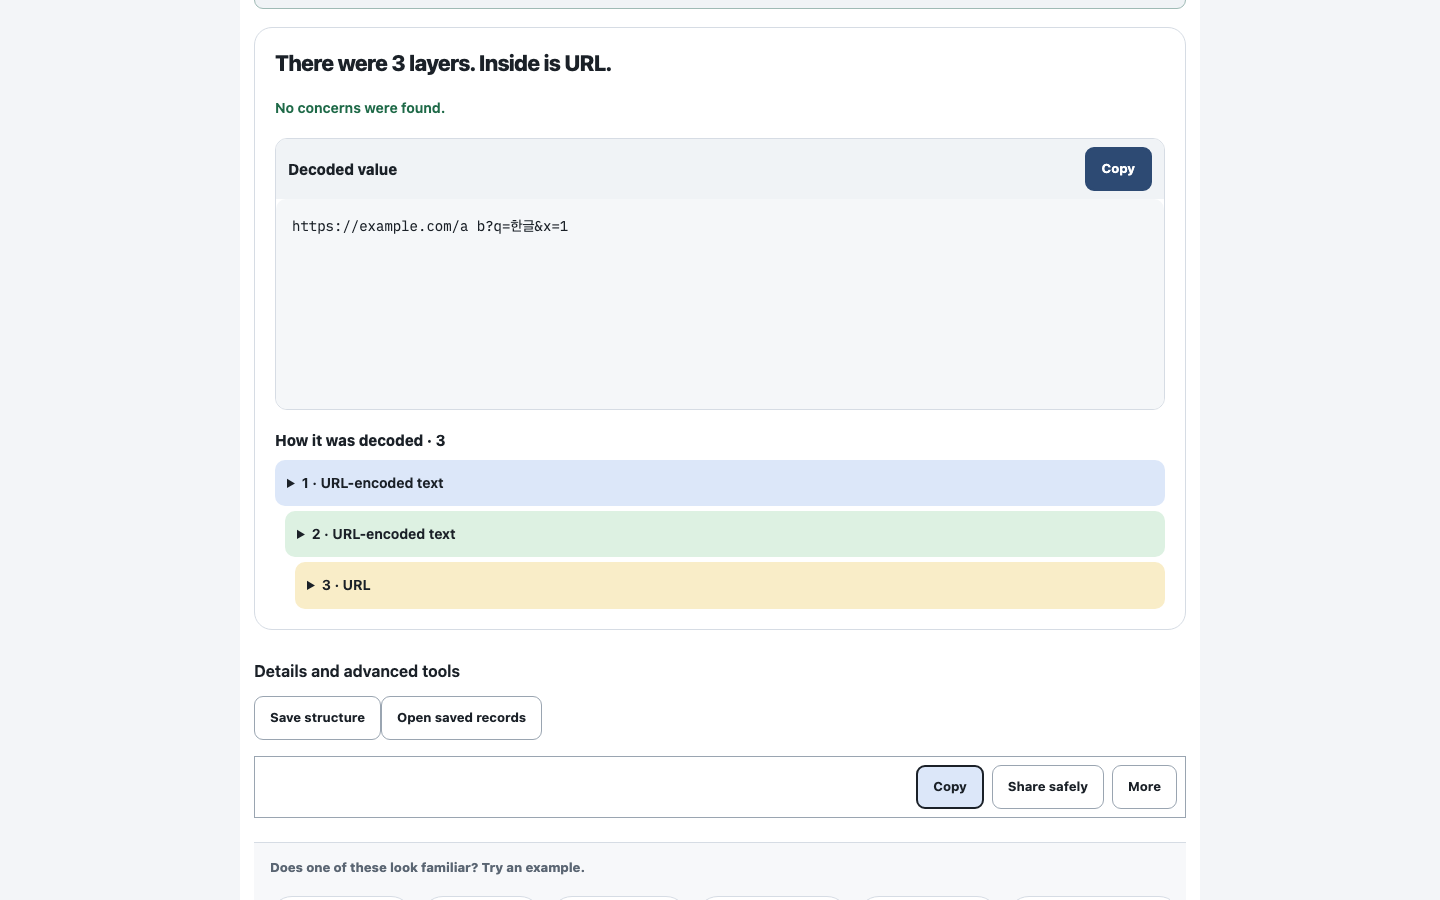 There were 3 layers. Inside is URL.
No concerns were found.
Decoded value
Copy
https://example.com/a b?q=한글&x=1
How it was decoded · 3
1 · URL-encoded text
2 · URL-encoded text
3 · URL
Details and advanced tools
Save structure
Open saved records
Copy
Share safely
More
Does one of these look familiar? Try an example.